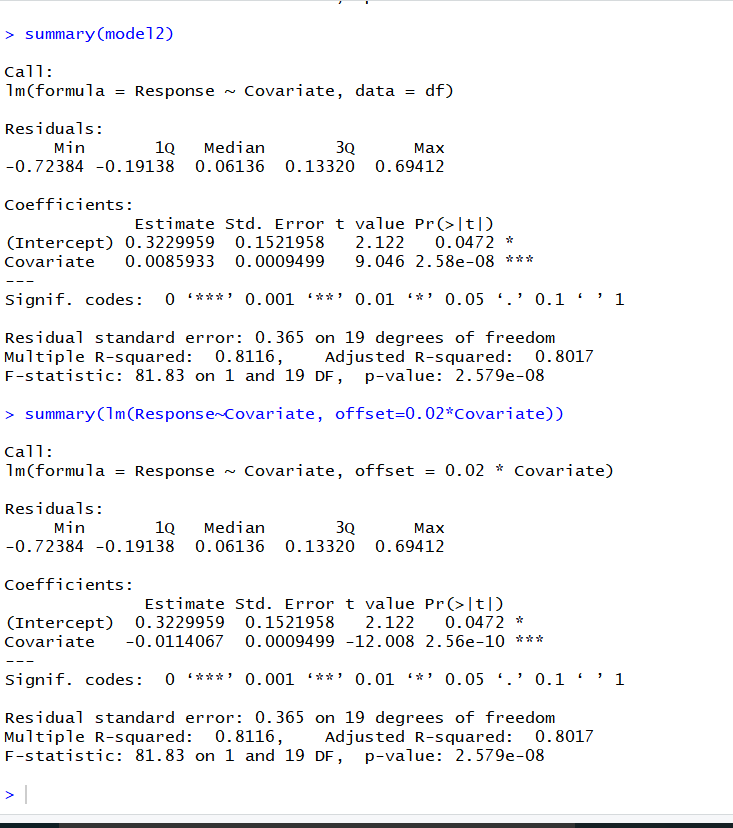 > summary(model2)
Call:
lm(formula = Response ~ Covariate, data = df)
Residuals:
     Min       1Q   Median       3Q      Max
-0.72384 -0.19138  0.06136  0.13320  0.69412
Coefficients:
             Estimate Std. Error t value Pr(>|t|)
(Intercept) 0.3229959  0.1521958   2.122   0.0472 *
Covariate   0.0085933  0.0009499   9.046 2.58e-08 ***
---
Signif. codes:  0 ‘***’ 0.001 ‘**’ 0.01 ‘*’ 0.05 ‘.’ 0.1 ‘ ’ 1
Residual standard error: 0.365 on 19 degrees of freedom
Multiple R-squared:  0.8116,    Adjusted R-squared:  0.8017
F-statistic: 81.83 on 1 and 19 DF,  p-value: 2.579e-08
> summary(lm(Response~Covariate, offset=0.02*Covariate))
Call:
lm(formula = Response ~ Covariate, offset = 0.02 * Covariate)
Residuals:
     Min       1Q   Median       3Q      Max
-0.72384 -0.19138  0.06136  0.13320  0.69412
Coefficients:
              Estimate Std. Error t value Pr(>|t|)
(Intercept)  0.3229959  0.1521958   2.122   0.0472 *
Covariate   -0.0114067  0.0009499 -12.008 2.56e-10 ***
---
Signif. codes:  0 ‘***’ 0.001 ‘**’ 0.01 ‘*’ 0.05 ‘.’ 0.1 ‘ ’ 1
Residual standard error: 0.365 on 19 degrees of freedom
Multiple R-squared:  0.8116,    Adjusted R-squared:  0.8017
F-statistic: 81.83 on 1 and 19 DF,  p-value: 2.579e-08
>